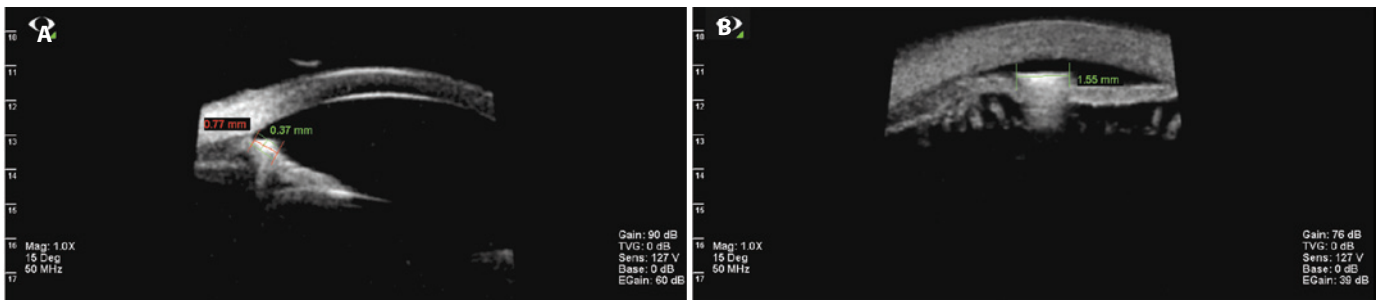 A
10
11
12
13
14
15
16
17
0.77 mm
0.37 mm
Mag: 1.0X
15 Deg
50 MHz
Gain: 90 dB
TVG: 0 dB
Sens: 127 V
Base: 0 dB
EGain: 60 dB
B
10
11
12
13
14
15
16
17
1.55 mm
Mag: 1.0X
15 Deg
50 MHz
Gain: 76 dB
TVG: 0 dB
Sens: 127 V
Base: 0 dB
EGain: 39 dB